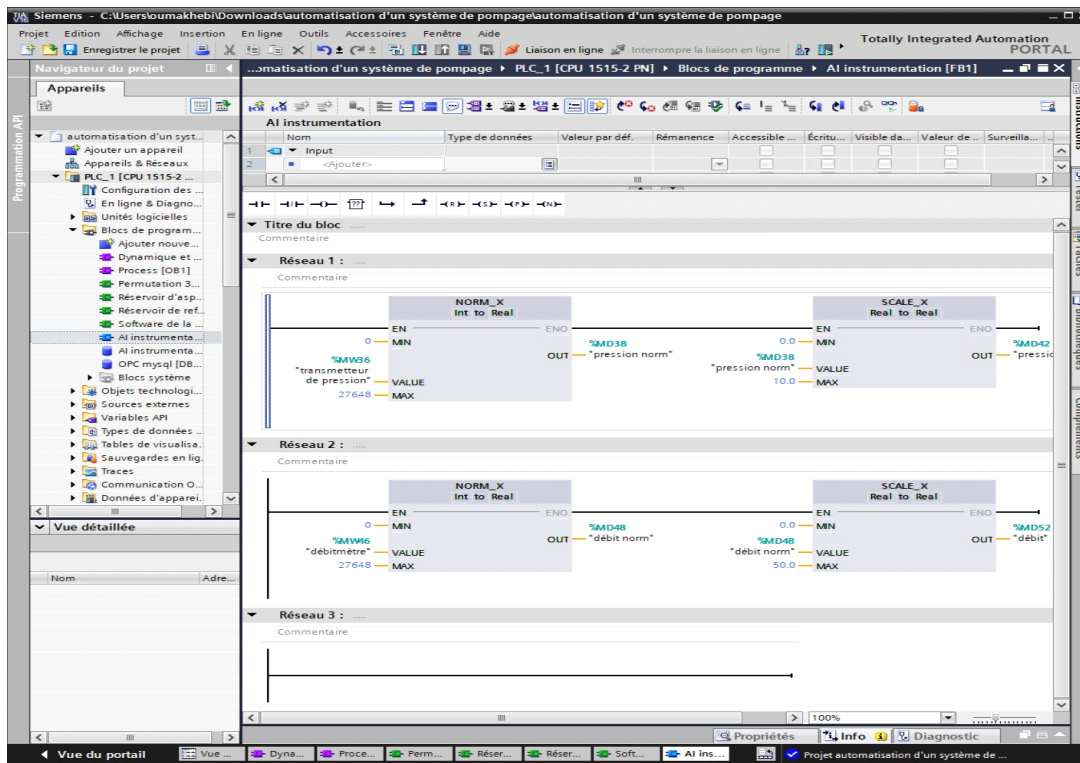 Siemens - C:\Users\oumakhebi\Downloads\automatisation d'un système de pompage\automatisation d'un système de pompage
Projet Edition Affichage Insertion En ligne Outils Accessoires Fenêtre Aide
Totally Integrated Automation
PORTAL
Enregistrer le projet
Liaison en ligne
Interrompre la liaison en ligne
Navigateur du projet
...omatisation d'un système de pompage PLC_1 [CPU 1515-2 PN] Blocs de programme AI instrumentation [FB1]
Appareils
Programmation API
automatisation d'un syst...
Ajouter un appareil
Appareils & Réseaux
PLC_1 [CPU 1515-2 ...
Configuration des ...
En ligne & Diagno...
Unités logicielles
Blocs de program...
Ajouter nouve...
Dynamique et ...
Process [OB1]
Permutation 3...
Réservoir d'asp...
Réservoir de ref...
Software de la ...
AI instrumenta...
AI instrumenta...
OPC mysql [DB...
Blocs système
Objets technologi...
Sources externes
Variables API
Types de données ...
Tables de visualisa...
Sauvegardes en lig...
Traces
Communication O...
Données d'apparei...
Vue détaillée
Nom Adre...
AI instrumentation
Nom Type de données Valeur par déf. Rémanence Accessible ... Écritu... Visible da... Valeur de .. Surveilla... ...
1 Input
2 <Ajouter>
Titre du bloc .....
Commentaire
Réseau 1 : .....
Commentaire
NORM_X
Int to Real
EN ENO
0 MIN
%MD38
OUT "pression norm"
%MW36
"transmetteur
de pression" VALUE
27648 MAX
SCALE_X
Real to Real
EN ENO
0.0 MIN
%MD42
OUT "pressic
%MD38
"pression norm" VALUE
10.0 MAX
Réseau 2 : .....
Commentaire
NORM_X
Int to Real
EN ENO
0 MIN
%MD48
OUT "débit norm"
%MW46
"débitmètre" VALUE
27648 MAX
SCALE_X
Real to Real
EN ENO
0.0 MIN
%MD52
OUT "débit"
%MD48
"débit norm" VALUE
50.0 MAX
Réseau 3 : .....
Commentaire
100%
Propriétés Info Diagnostic
Instructions
Tester
Bibliothèques
Compléments
Vue du portail Vue ... Dyna... Proce... Perm... Réser... Réser... Soft... AI ins... Projet automatisation d'un système de ...